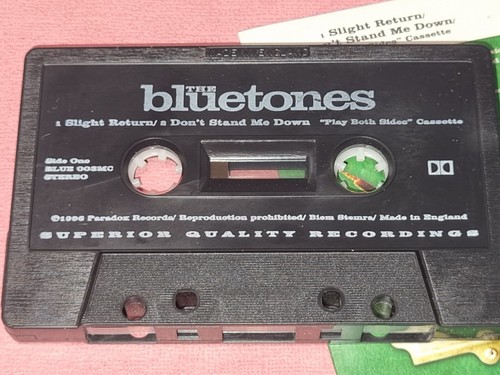 1 Slight Return/
't Stand Me Down/
Sides" Cassette
MADE IN ENGLAND
THE
bluetones
1 Slight Return/ 2 Don't Stand Me Down "Play Both Sides" Cassette
Side One
BLUE 003MC
STEREO
©1996 Paradox Records/ Reproduction prohibited/ Biem Stemra/ Made in England
SUPERIOR QUALITY RECORDINGS